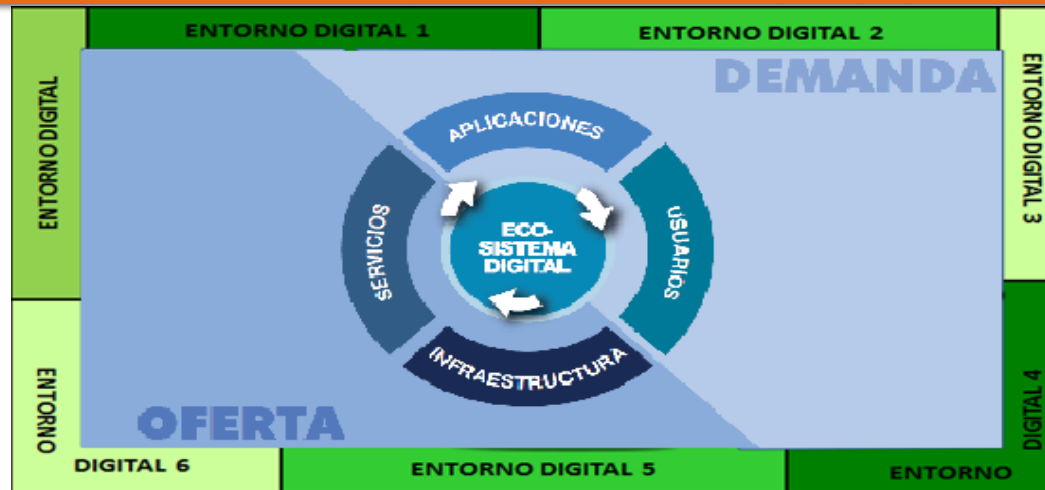 ENTORNO DIGITAL 1
ENTORNO DIGITAL 2
DEMANDA
ENTORNO DIGITAL
ENTORNO DIGITAL 3
APLICACIONES
SERVICIOS
USUARIOS
ECO-
SISTEMA
DIGITAL
INFRAESTRUCTURA
OFERTA
ENTORNO
DIGITAL 6
ENTORNO DIGITAL 5
ENTORNO
DIGITAL 4